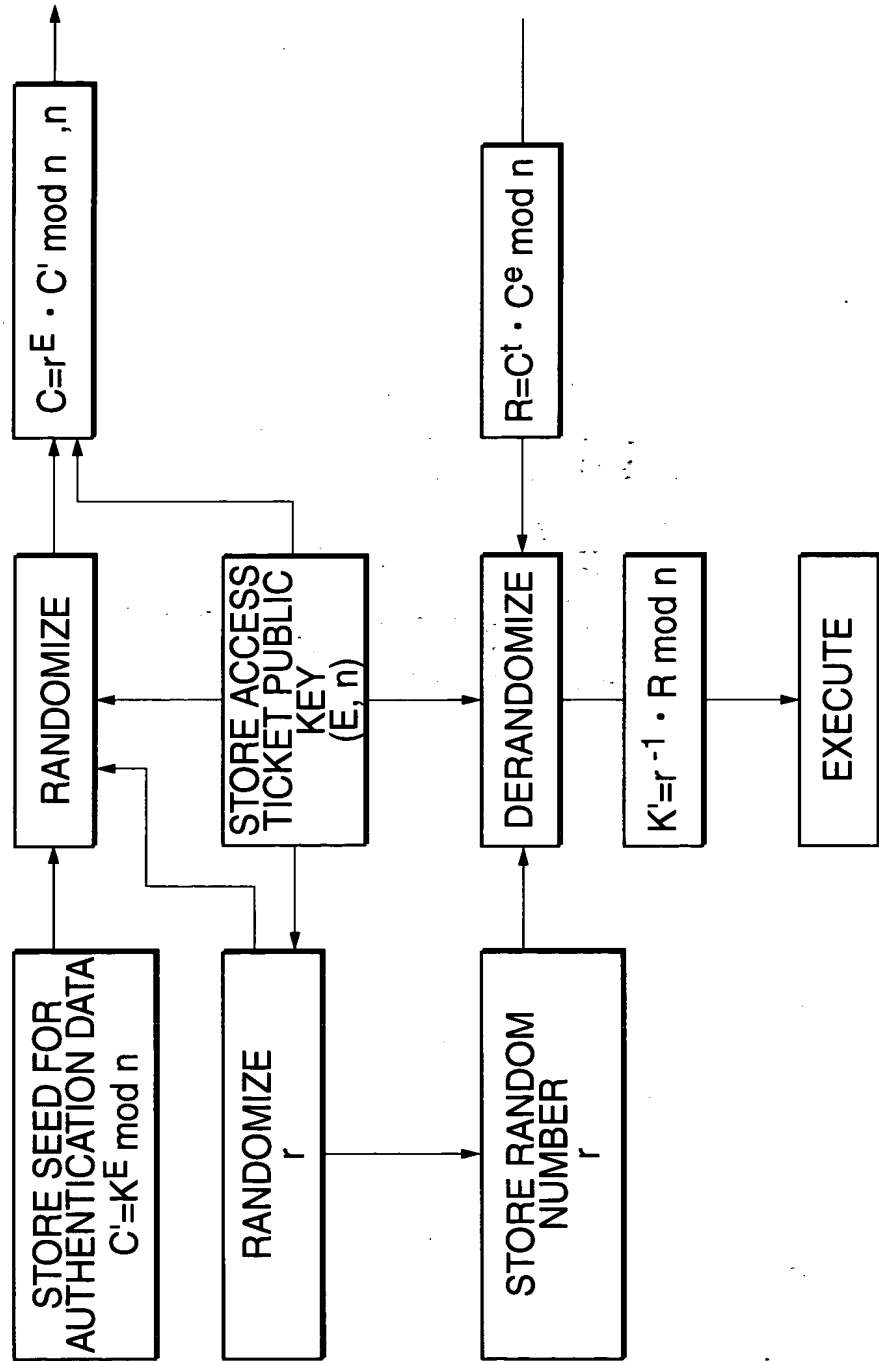 STORE SEED FOR
AUTHENTICATION DATA
C'=K^E mod n
RANDOMIZE
C=r^E · C' mod n ,n
RANDOMIZE
r
STORE ACCESS
TICKET PUBLIC
KEY
(E, n)
STORE RANDOM
NUMBER
r
DERANDOMIZE
R=C^t · C^e mod n
K'=r^-1 · R mod n
EXECUTE